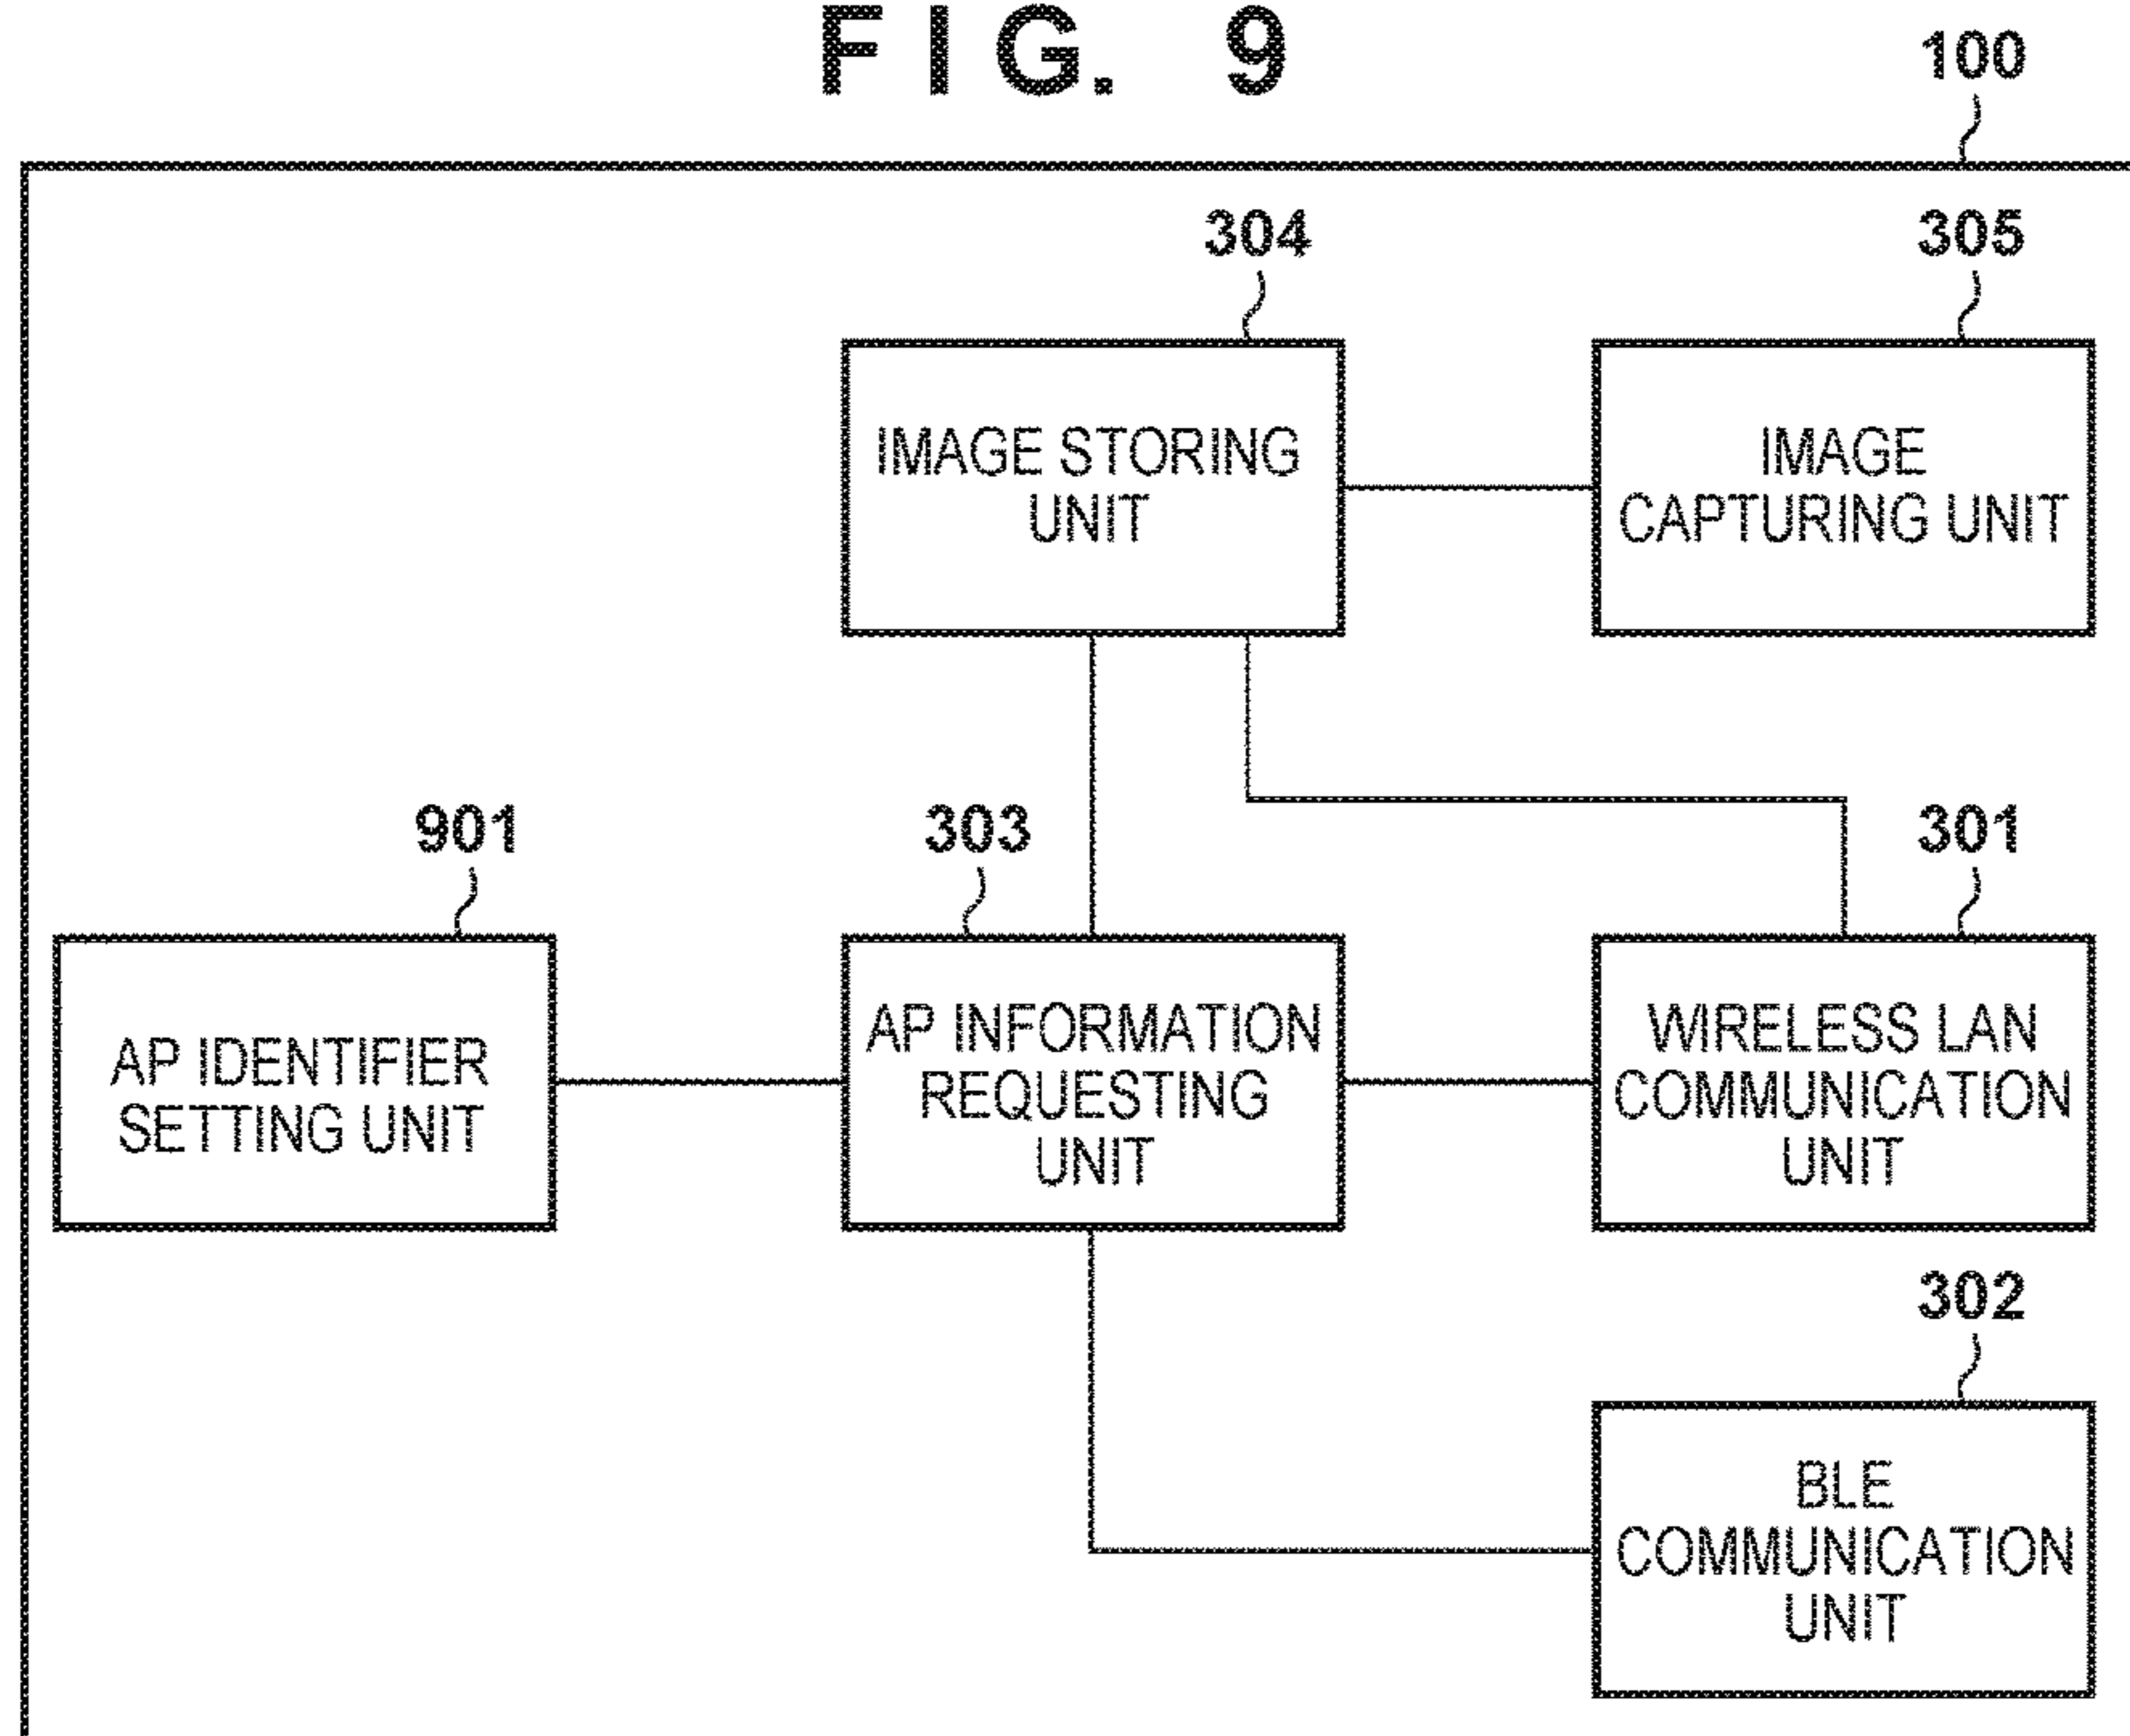 FIG. 9
100
304
305
IMAGE STORING
UNIT
IMAGE
CAPTURING UNIT
901
303
301
AP IDENTIFIER
SETTING UNIT
AP INFORMATION
REQUESTING
UNIT
WIRELESS LAN
COMMUNICATION
UNIT
302
BLE
COMMUNICATION
UNIT